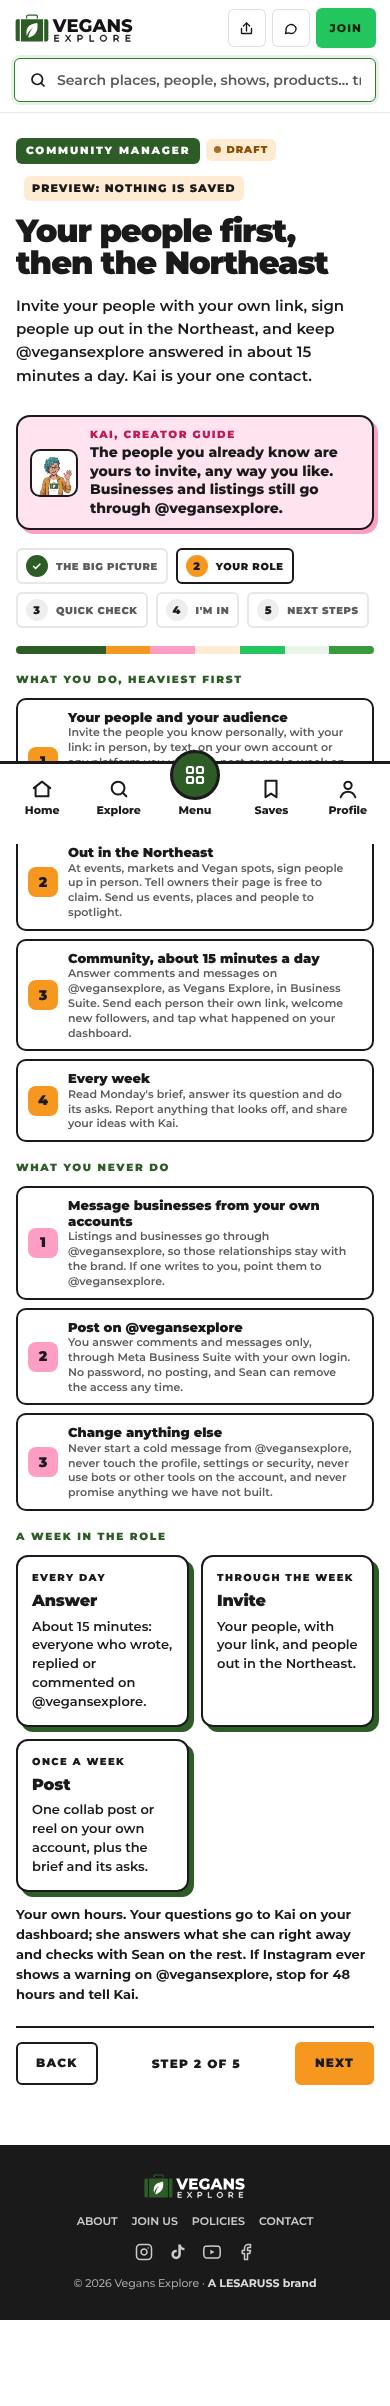 VEGANS
EXPLORE
JOIN
Search places, people, shows, products... tr
COMMUNITY MANAGER
DRAFT
PREVIEW: NOTHING IS SAVED
Your people first,
then the Northeast
Invite your people with your own link, sign
people up out in the Northeast, and keep
@vegansexplore answered in about 15
minutes a day. Kai is your one contact.
KAI, CREATOR GUIDE
The people you already know are
yours to invite, any way you like.
Businesses and listings still go
through @vegansexplore.
THE BIG PICTURE
2 YOUR ROLE
3 QUICK CHECK
4 I'M IN
5 NEXT STEPS
WHAT YOU DO, HEAVIEST FIRST
Your people and your audience
Invite the people you know personally, with your
link: in person, by text, on your own account or
1
Home
Explore
Menu
Saves
Profile
Out in the Northeast
2
At events, markets and Vegan spots, sign people
up in person. Tell owners their page is free to
claim. Send us events, places and people to
spotlight.
Community, about 15 minutes a day
3
Answer comments and messages on
@vegansexplore, as Vegans Explore, in Business
Suite. Send each person their own link, welcome
new followers, and tap what happened on your
dashboard.
Every week
4
Read Monday's brief, answer its question and do
its asks. Report anything that looks off, and share
your ideas with Kai.
WHAT YOU NEVER DO
Message businesses from your own
accounts
1
Listings and businesses go through
@vegansexplore, so those relationships stay with
the brand. If one writes to you, point them to
@vegansexplore.
Post on @vegansexplore
2
You answer comments and messages only,
through Meta Business Suite with your own login.
No password, no posting, and Sean can remove
the access any time.
Change anything else
3
Never start a cold message from @vegansexplore,
never touch the profile, settings or security, never
use bots or other tools on the account, and never
promise anything we have not built.
A WEEK IN THE ROLE
EVERY DAY
Answer
About 15 minutes:
everyone who wrote,
replied or
commented on
@vegansexplore.
THROUGH THE WEEK
Invite
Your people, with
your link, and people
out in the Northeast.
ONCE A WEEK
Post
One collab post or
reel on your own
account, plus the
brief and its asks.
Your own hours. Your questions go to Kai on your
dashboard; she answers what she can right away
and checks with Sean on the rest. If Instagram ever
shows a warning on @vegansexplore, stop for 48
hours and tell Kai.
BACK
STEP 2 OF 5
NEXT
VEGANS
EXPLORE
ABOUT JOIN US POLICIES CONTACT
© 2026 Vegans Explore · A LESARUSS brand